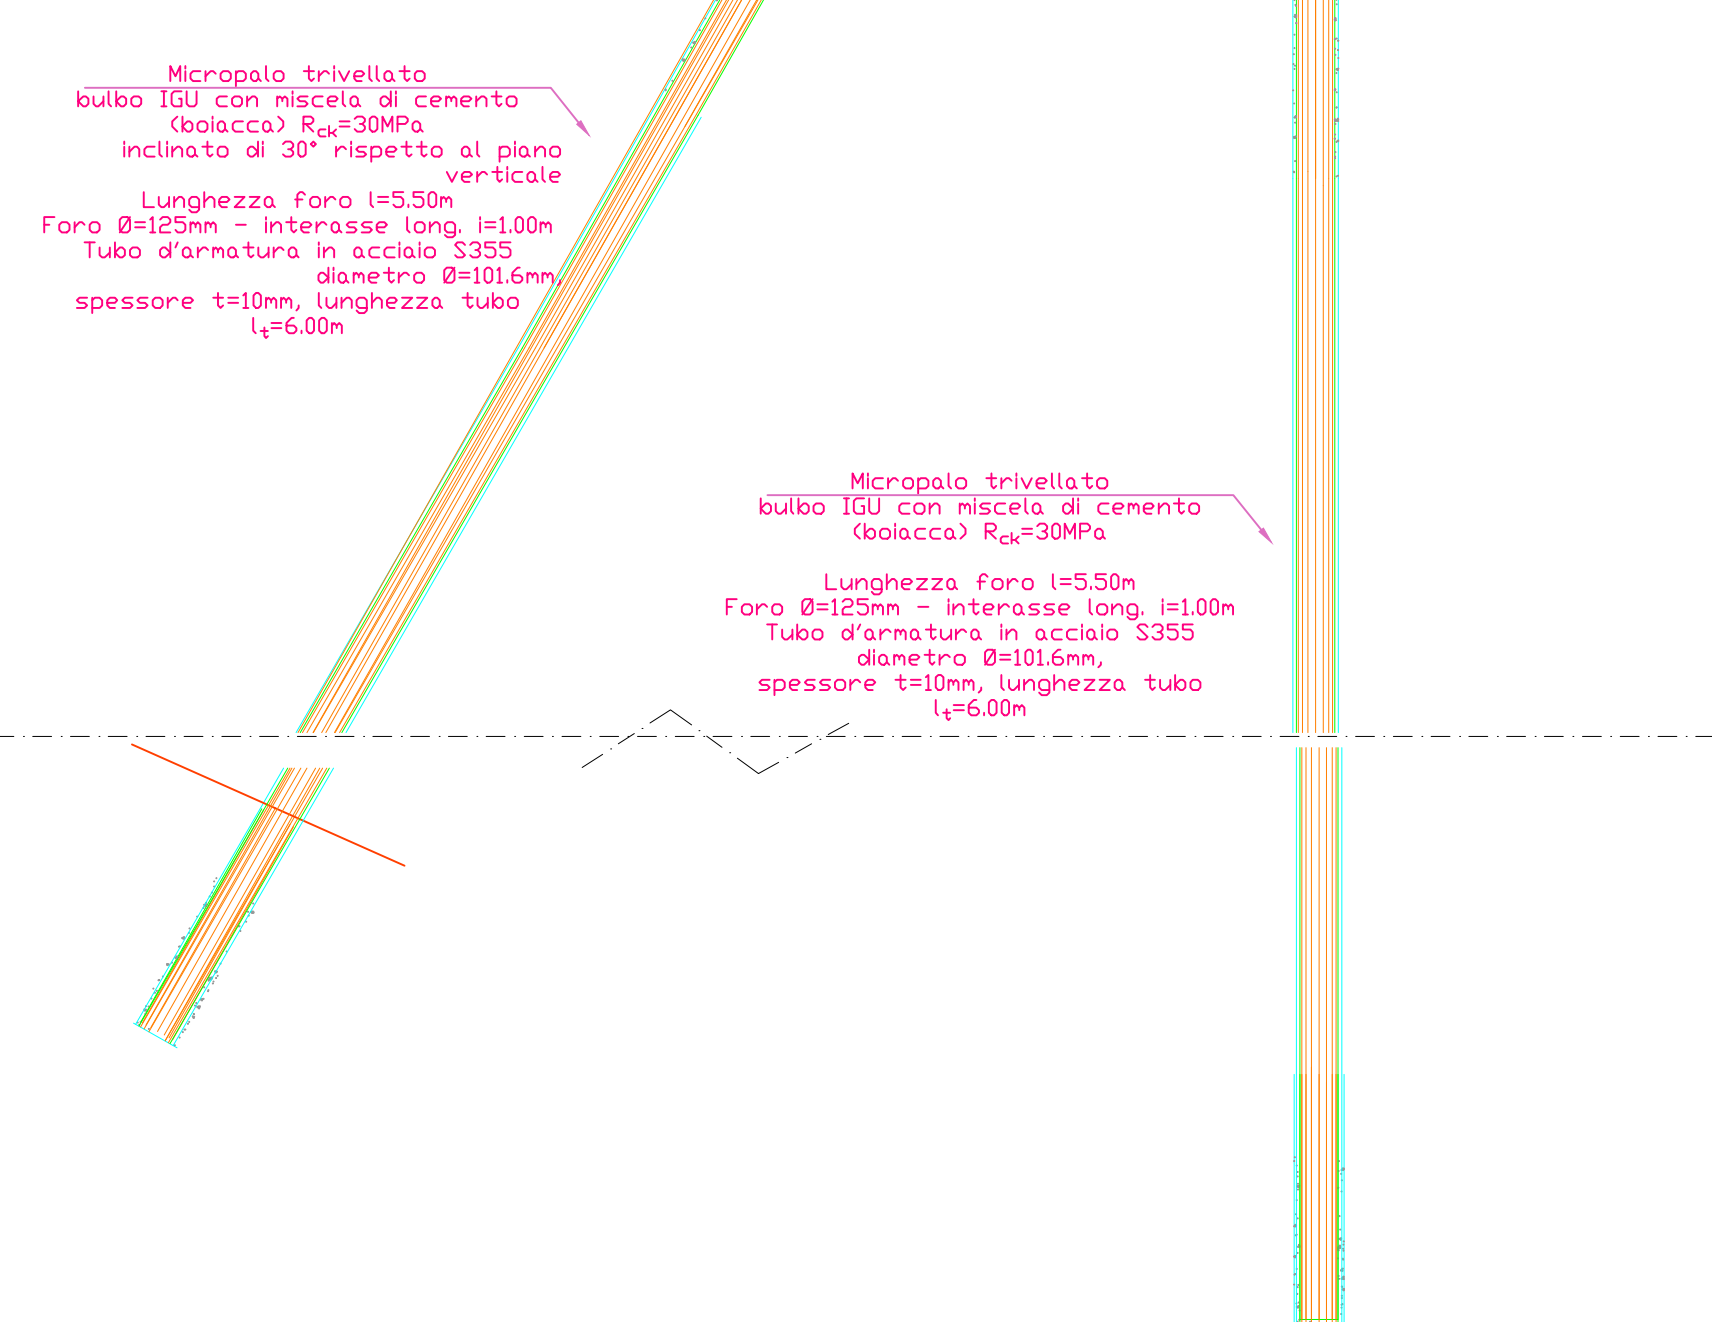 Micropalo trivellato
bulbo IGU con miscela di cemento
(boiacca) Rck=30MPa
inclinato di 30° rispetto al piano
verticale
Lunghezza foro l=5.50m
Foro Ø=125mm - interasse long. i=1.00m
Tubo d'armatura in acciaio S355
diametro Ø=101.6mm,
spessore t=10mm, lunghezza tubo
lt=6.00m
Micropalo trivellato
bulbo IGU con miscela di cemento
(boiacca) Rck=30MPa
Lunghezza foro l=5.50m
Foro Ø=125mm - interasse long. i=1.00m
Tubo d'armatura in acciaio S355
diametro Ø=101.6mm,
spessore t=10mm, lunghezza tubo
lt=6.00m